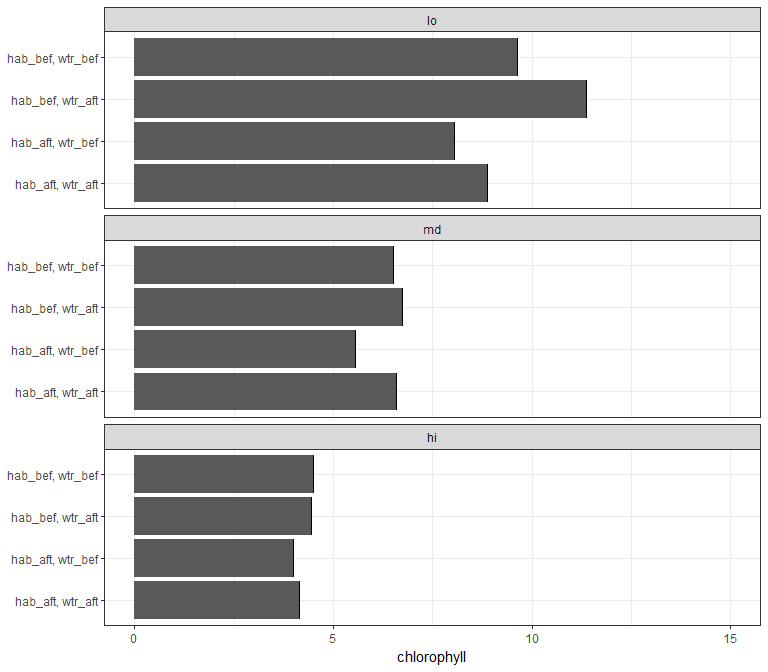 lo
hab_bef, wtr_bef
hab_bef, wtr_aft
hab_aft, wtr_bef
hab_aft, wtr_aft
md
hab_bef, wtr_bef
hab_bef, wtr_aft
hab_aft, wtr_bef
hab_aft, wtr_aft
hi
hab_bef, wtr_bef
hab_bef, wtr_aft
hab_aft, wtr_bef
hab_aft, wtr_aft
0 5 10 15
chlorophyll